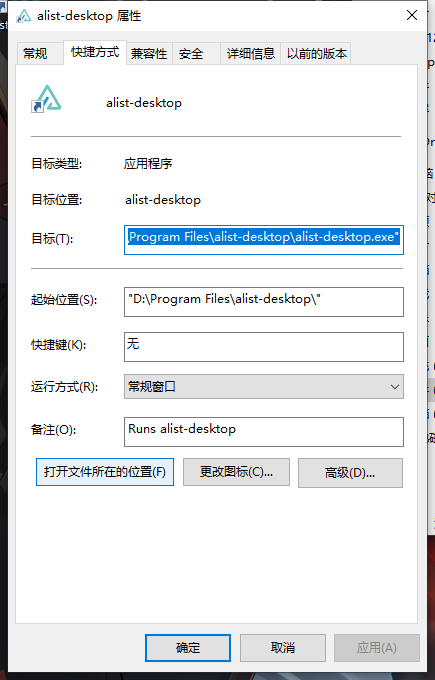 alist-desktop 属性
常规 快捷方式 兼容性 安全 详细信息 以前的版本
alist-desktop
目标类型: 应用程序
目标位置: alist-desktop
目标(T): Program Files\alist-desktop\alist-desktop.exe"
起始位置(S): "D:\Program Files\alist-desktop\"
快捷键(K): 无
运行方式(R): 常规窗口
备注(O): Runs alist-desktop
打开文件所在的位置(F) 更改图标(C)... 高级(D)...
确定 取消 应用(A)